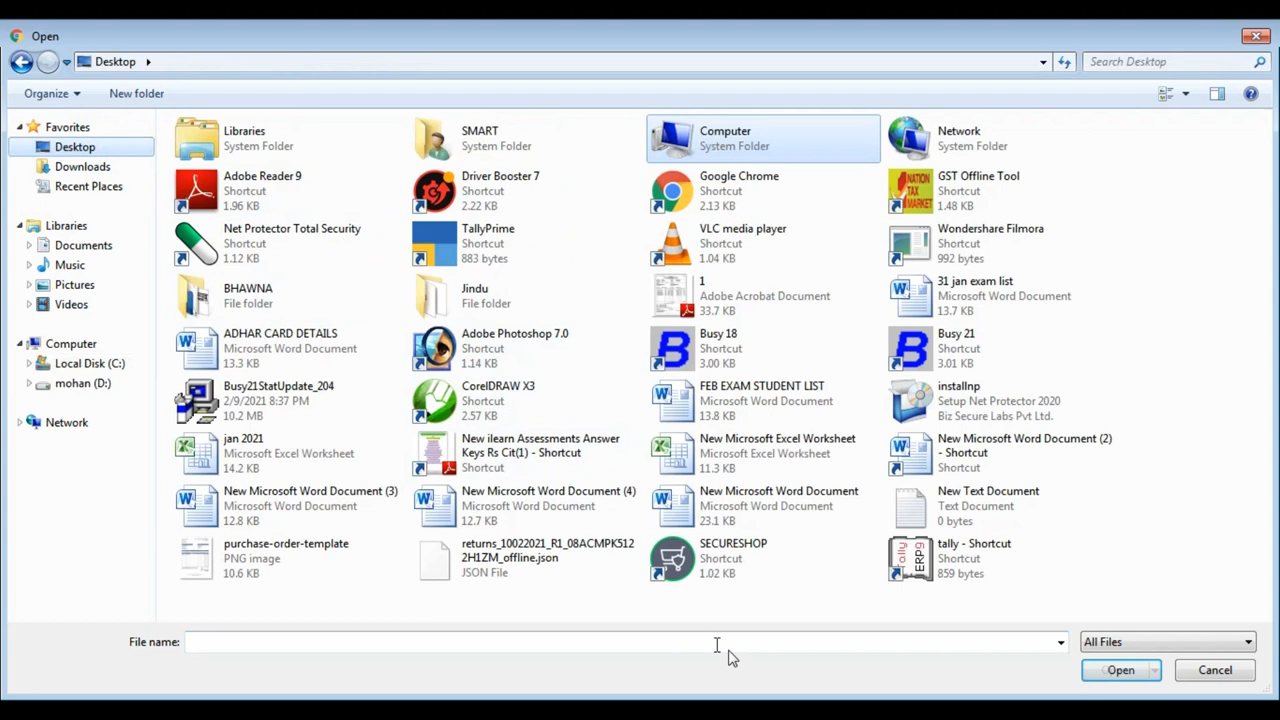 Open
Desktop
Search Desktop
Organize
New folder
Favorites
Desktop
Downloads
Recent Places
Libraries
Documents
Music
Pictures
Videos
Computer
Local Disk (C:)
mohan (D:)
Network
Libraries
System Folder
SMART
System Folder
Computer
System Folder
Network
System Folder
Adobe Reader 9
Shortcut
1.96 KB
Driver Booster 7
Shortcut
2.22 KB
Google Chrome
Shortcut
2.13 KB
NATION
TAX
MARKET
GST Offline Tool
Shortcut
1.48 KB
Net Protector Total Security
Shortcut
1.12 KB
TallyPrime
Shortcut
883 bytes
VLC media player
Shortcut
1.04 KB
Wondershare Filmora
Shortcut
992 bytes
BHAWNA
File folder
Jindu
File folder
1
Adobe Acrobat Document
33.7 KB
31 jan exam list
Microsoft Word Document
13.7 KB
ADHAR CARD DETAILS
Microsoft Word Document
13.3 KB
Adobe Photoshop 7.0
Shortcut
1.14 KB
Busy 18
Shortcut
3.00 KB
Busy 21
Shortcut
3.01 KB
Busy21StatUpdate_204
2/9/2021 8:37 PM
10.2 MB
CorelDRAW X3
Shortcut
2.57 KB
FEB EXAM STUDENT LIST
Microsoft Word Document
13.8 KB
installnp
Setup Net Protector 2020
Biz Secure Labs Pvt Ltd.
jan 2021
Microsoft Excel Worksheet
14.2 KB
New ilearn Assessments Answer
Keys Rs Cit(1) - Shortcut
Shortcut
New Microsoft Excel Worksheet
Microsoft Excel Worksheet
11.3 KB
New Microsoft Word Document (2)
- Shortcut
Shortcut
New Microsoft Word Document (3)
Microsoft Word Document
12.8 KB
New Microsoft Word Document (4)
Microsoft Word Document
12.7 KB
New Microsoft Word Document
Microsoft Word Document
23.1 KB
New Text Document
Text Document
0 bytes
purchase-order-template
PNG image
10.6 KB
returns_10022021_R1_08ACMPK512
2H1ZM_offline.json
JSON File
SECURESHOP
Shortcut
1.02 KB
Tally
ERP9
tally - Shortcut
Shortcut
859 bytes
File name:
All Files
Open
Cancel